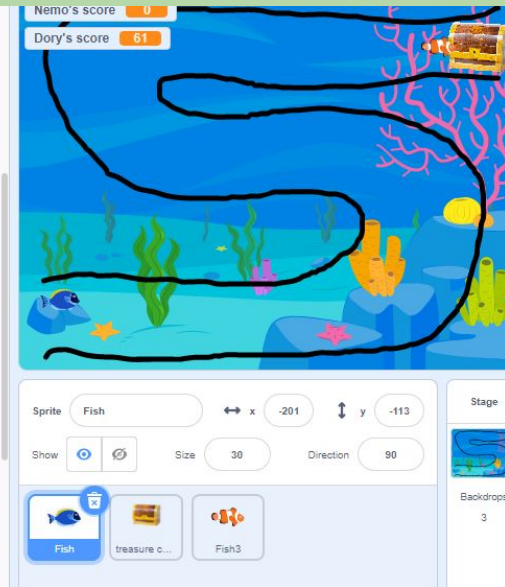 Nemo's score 0
Dory's score 61
Sprite Fish x -201 y -113
Show Size 30 Direction 90
Fish treasure c... Fish3
Stage
Backdrops
3